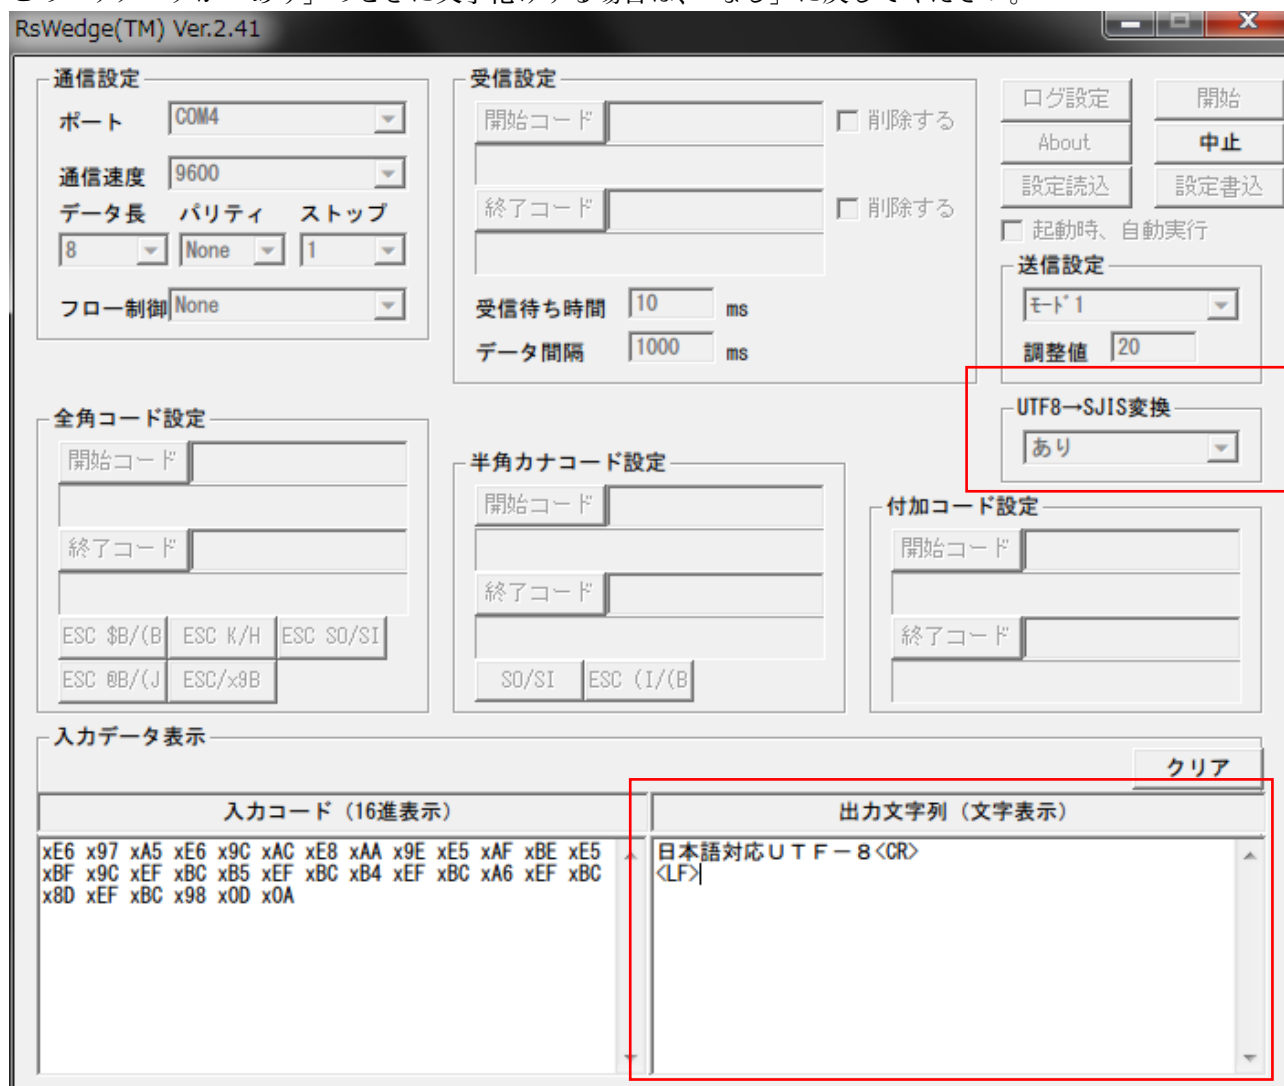 RsWedge(TM) Ver.2.41
通信設定
ポート COM4
通信速度 9600
データ長 パリティ ストップ
8 None 1
フロー制御 None
受信設定
開始コード 削除する
終了コード 削除する
受信待ち時間 10 ms
データ間隔 1000 ms
ログ設定 開始
About 中止
設定読込 設定書込
起動時、自動実行
送信設定
ﾓｰﾄﾞ1
調整値 20
UTF8→SJIS変換
あり
全角コード設定
開始コード
終了コード
ESC $B/(B ESC K/H ESC SO/SI
ESC @B/(J ESC/x9B
半角カナコード設定
開始コード
終了コード
SO/SI ESC (I/(B
付加コード設定
開始コード
終了コード
入力データ表示
クリア
入力コード（16進表示）
xE6 x97 xA5 xE6 x9C xAC xE8 xAA x9E xE5 xAF xBE xE5
xBF x9C xEF xBC xB5 xEF xBC xB4 xEF xBC xA6 xEF xBC
x8D xEF xBC x98 x0D x0A
出力文字列（文字表示）
日本語対応ＵＴＦ－８<CR>
<LF>